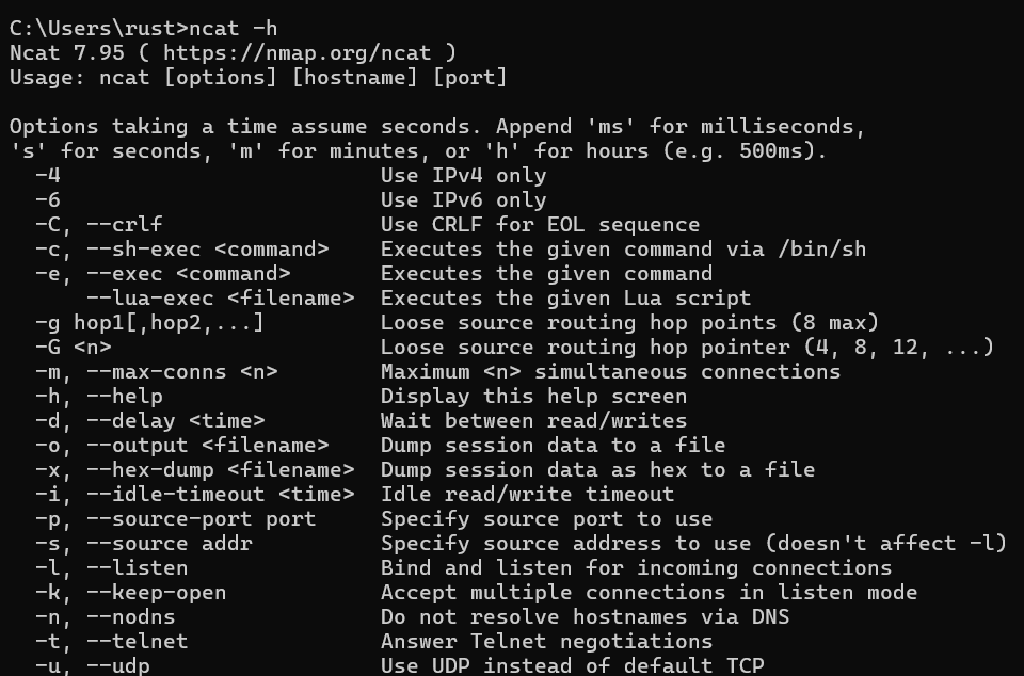 C:\Users\rust>ncat -h
Ncat 7.95 ( https://nmap.org/ncat )
Usage: ncat [options] [hostname] [port]

Options taking a time assume seconds. Append 'ms' for milliseconds,
's' for seconds, 'm' for minutes, or 'h' for hours (e.g. 500ms).
  -4                         Use IPv4 only
  -6                         Use IPv6 only
  -C, --crlf                 Use CRLF for EOL sequence
  -c, --sh-exec <command>    Executes the given command via /bin/sh
  -e, --exec <command>       Executes the given command
      --lua-exec <filename>  Executes the given Lua script
  -g hop1[,hop2,...]         Loose source routing hop points (8 max)
  -G <n>                     Loose source routing hop pointer (4, 8, 12, ...)
  -m, --max-conns <n>        Maximum <n> simultaneous connections
  -h, --help                 Display this help screen
  -d, --delay <time>         Wait between read/writes
  -o, --output <filename>    Dump session data to a file
  -x, --hex-dump <filename>  Dump session data as hex to a file
  -i, --idle-timeout <time>  Idle read/write timeout
  -p, --source-port port     Specify source port to use
  -s, --source addr          Specify source address to use (doesn't affect -l)
  -l, --listen               Bind and listen for incoming connections
  -k, --keep-open            Accept multiple connections in listen mode
  -n, --nodns                Do not resolve hostnames via DNS
  -t, --telnet               Answer Telnet negotiations
  -u, --udp                  Use UDP instead of default TCP